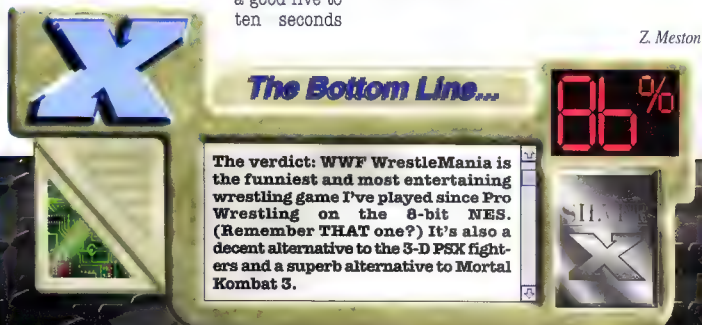 a good five to
ten seconds
Z. Meston
X
The Bottom Line...
86%
The verdict: WWF WrestleMania is
the funniest and most entertaining
wrestling game I've played since Pro
Wrestling on the 8-bit NES.
(Remember THAT one?) It's also a
decent alternative to the 3-D PSX fight-
ers and a superb alternative to Mortal
Kombat 3.
SILVER
X